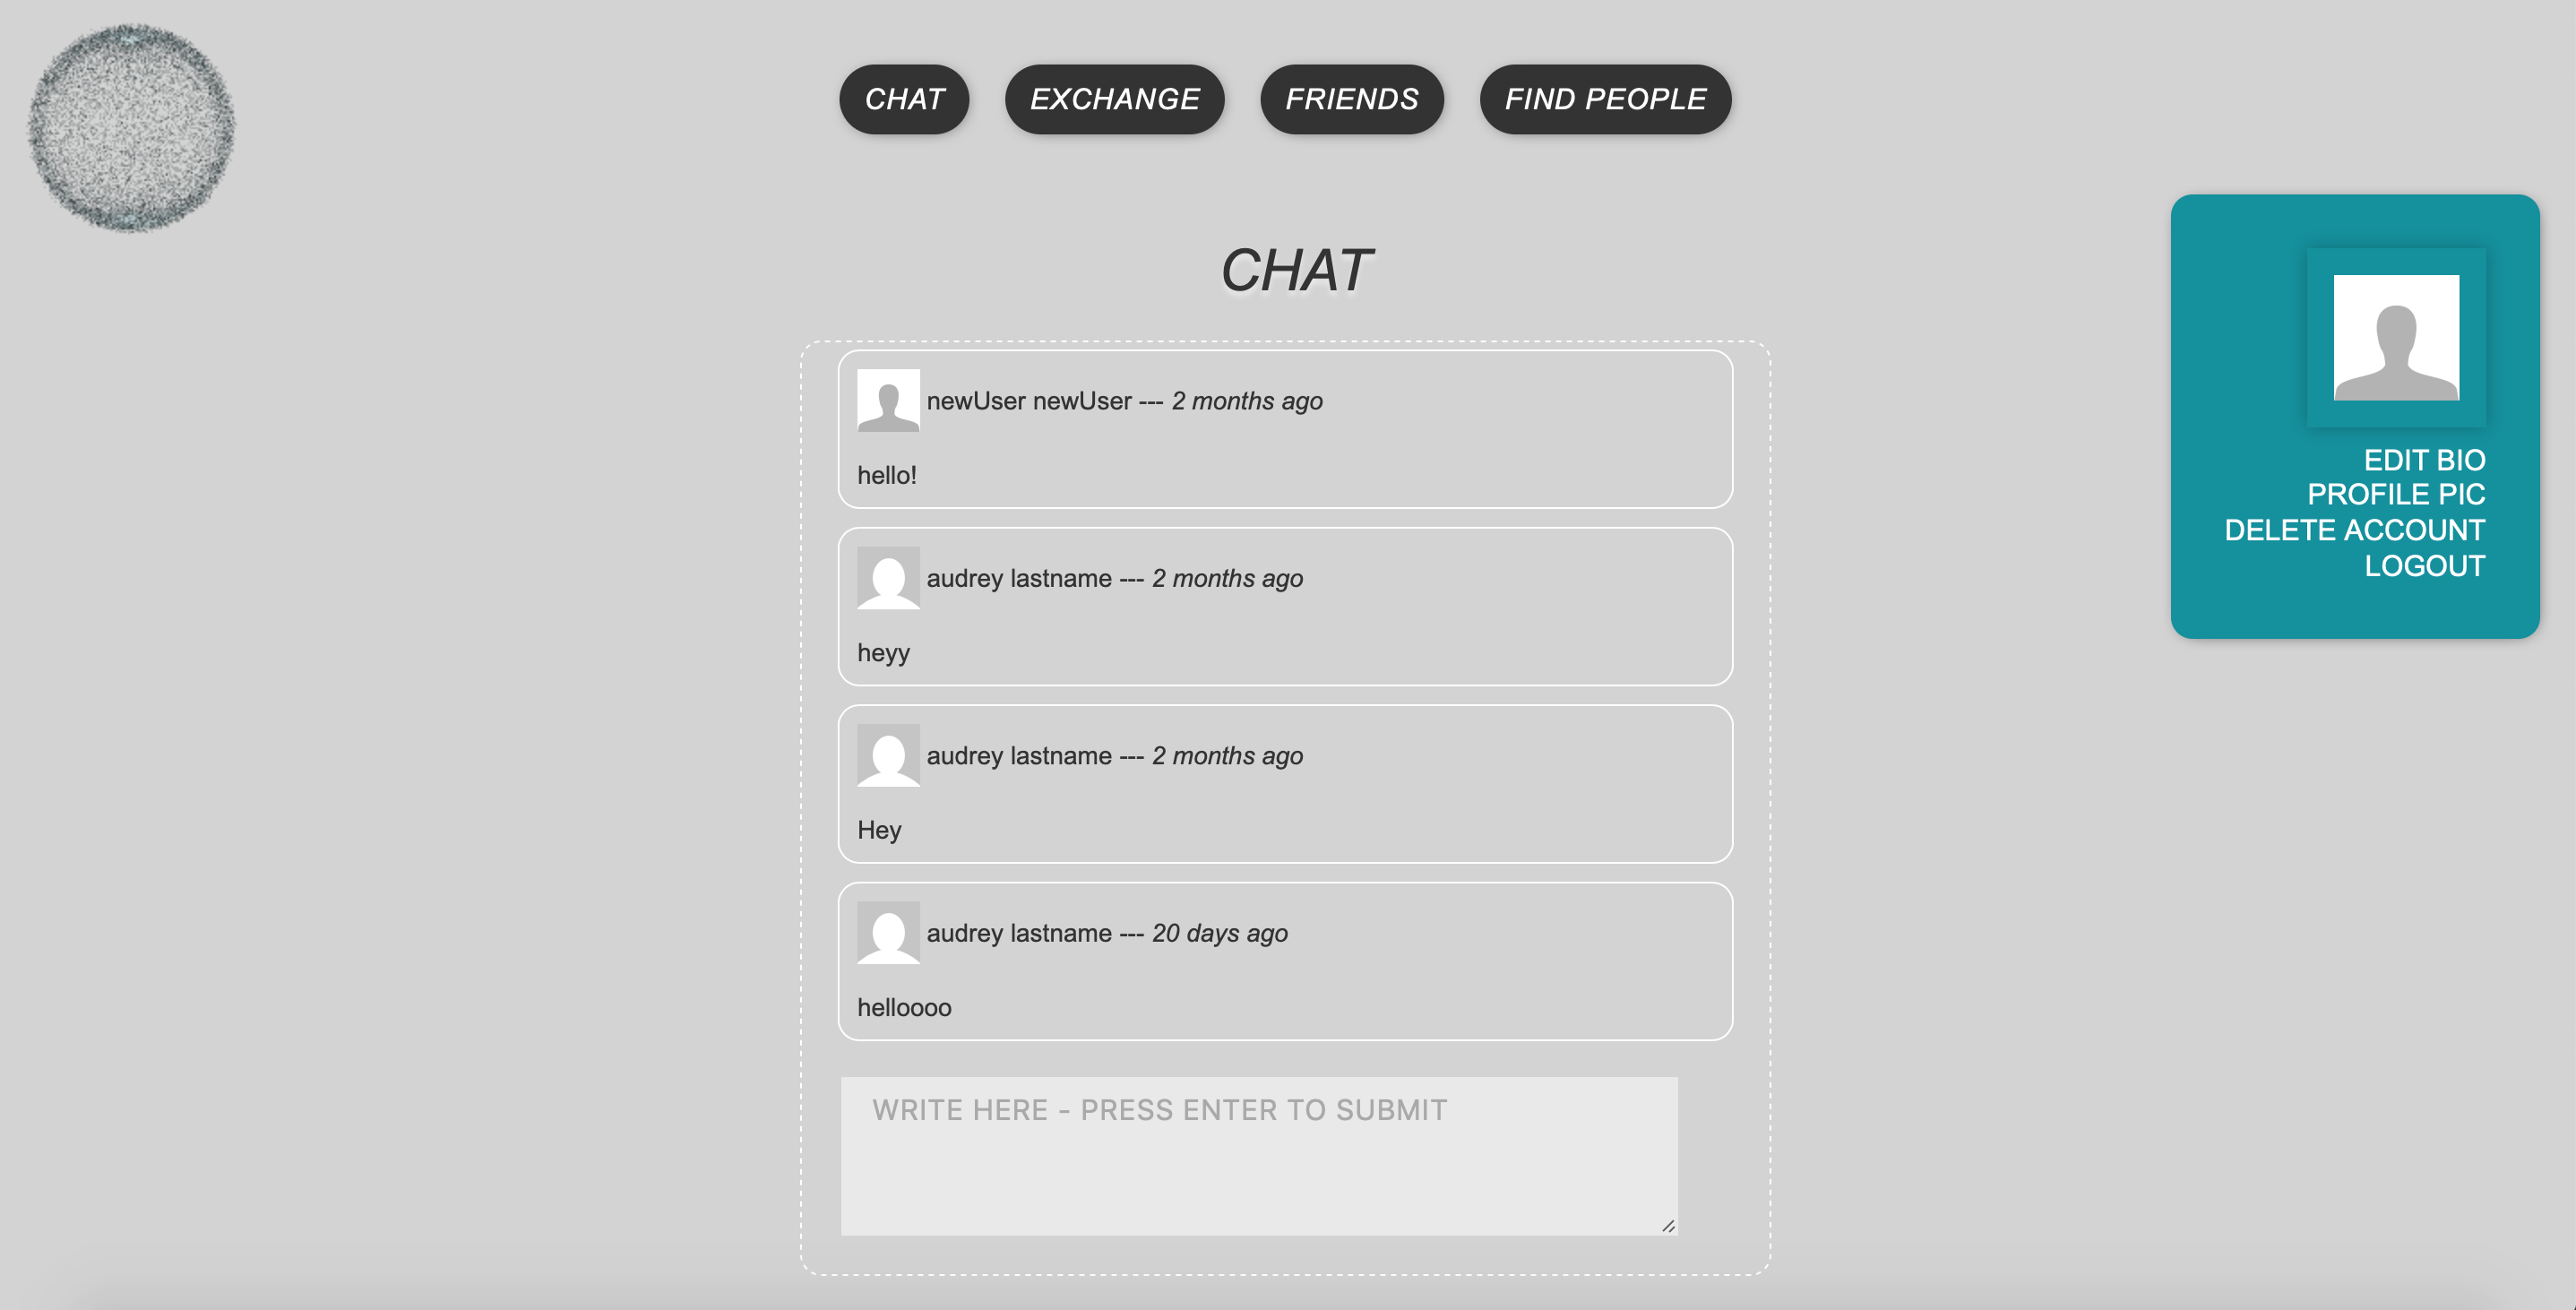 CHAT EXCHANGE FRIENDS FIND PEOPLE
CHAT
newUser newUser --- 2 months ago
hello!
audrey lastname --- 2 months ago
heyy
audrey lastname --- 2 months ago
Hey
audrey lastname --- 20 days ago
helloooo
WRITE HERE - PRESS ENTER TO SUBMIT
EDIT BIO
PROFILE PIC
DELETE ACCOUNT
LOGOUT